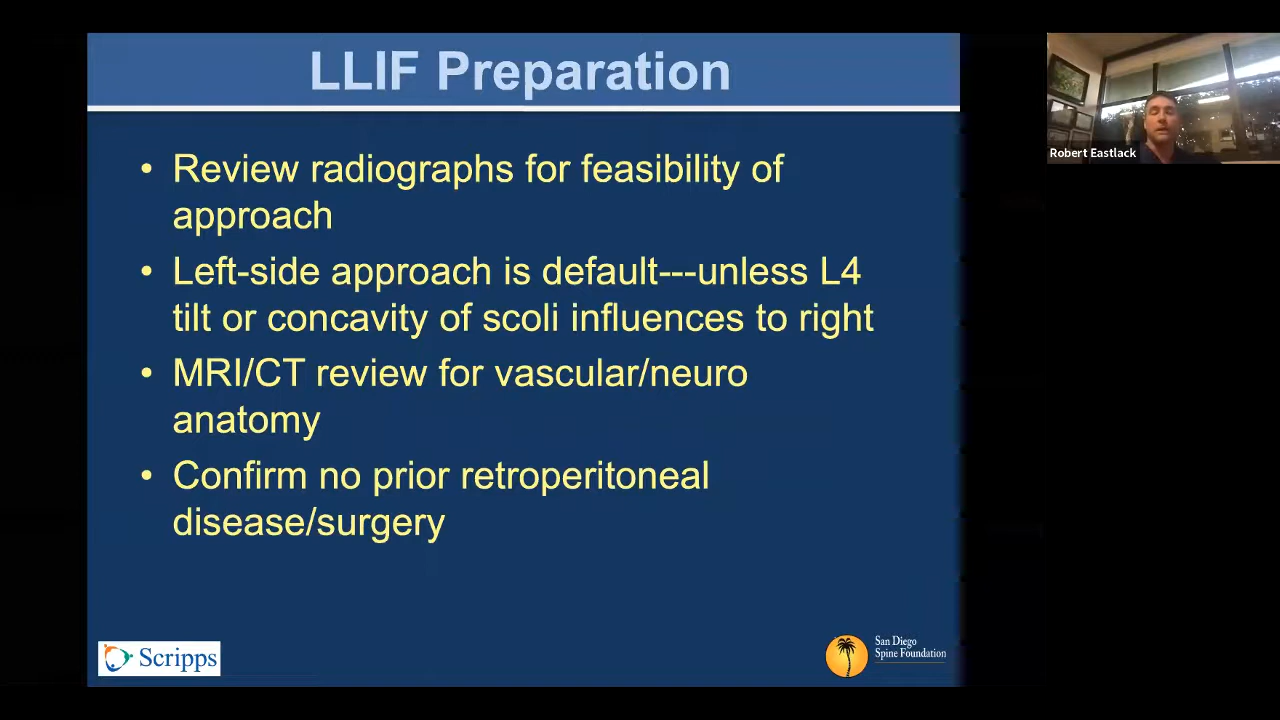 LLIF Preparation
• Review radiographs for feasibility of
approach
• Left-side approach is default---unless L4
tilt or concavity of scoli influences to right
• MRI/CT review for vascular/neuro
anatomy
• Confirm no prior retroperitoneal
disease/surgery
Scripps
San Diego
Spine Foundation
Robert Eastlack